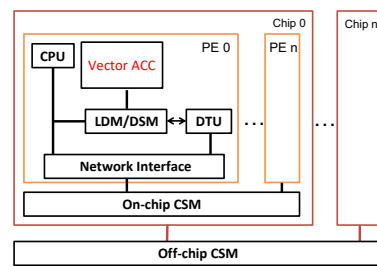 Chip 0
Chip n
PE 0
PE n
CPU
Vector ACC
LDM/DSM
DTU
...
...
Network Interface
On-chip CSM
Off-chip CSM